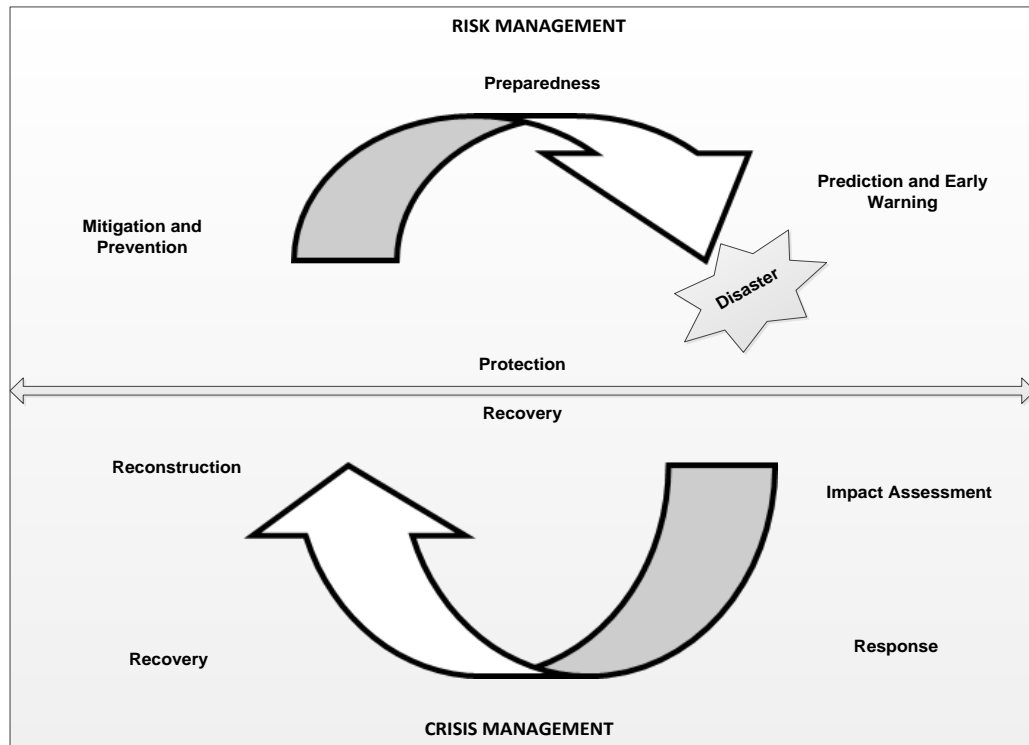 RISK MANAGEMENT
Preparedness
Prediction and Early
Warning
Mitigation and
Prevention
Disaster
Protection
Recovery
Reconstruction
Impact Assessment
Response
Recovery
CRISIS MANAGEMENT